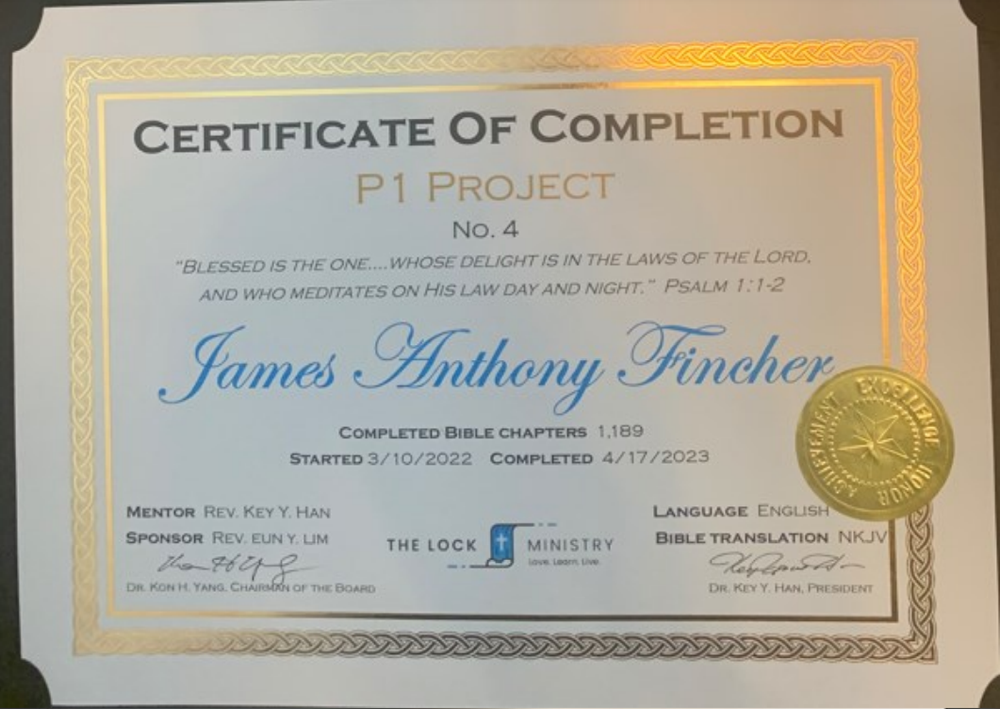 CERTIFICATE OF COMPLETION
P1 PROJECT
NO. 4
"BLESSED IS THE ONE....WHOSE DELIGHT IS IN THE LAWS OF THE LORD,
AND WHO MEDITATES ON HIS LAW DAY AND NIGHT." PSALM 1:1-2
James Anthony Fincher
COMPLETED BIBLE CHAPTERS 1,189
STARTED 3/10/2022 COMPLETED 4/17/2023
ACHIEVEMENT EXCELLENCE HONOR
MENTOR REV. KEY Y. HAN
SPONSOR REV. EUN Y. LIM
DR. KON H. YANG, CHAIRMAN OF THE BOARD
THE LOCK MINISTRY
Love. Learn. Live.
LANGUAGE ENGLISH
BIBLE TRANSLATION NKJV
DR. KEY Y. HAN, PRESIDENT